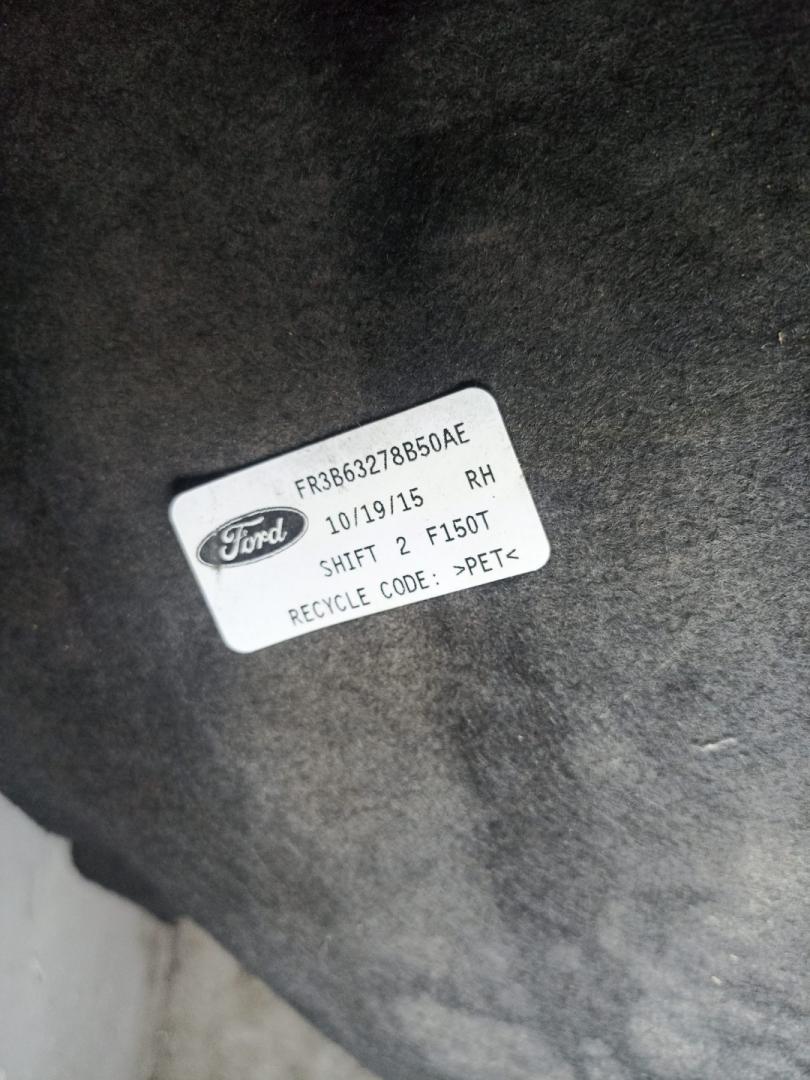 FR3B63278B50AE
Ford 10/19/15 RH
SHIFT 2 F150T
RECYCLE CODE: >PET<